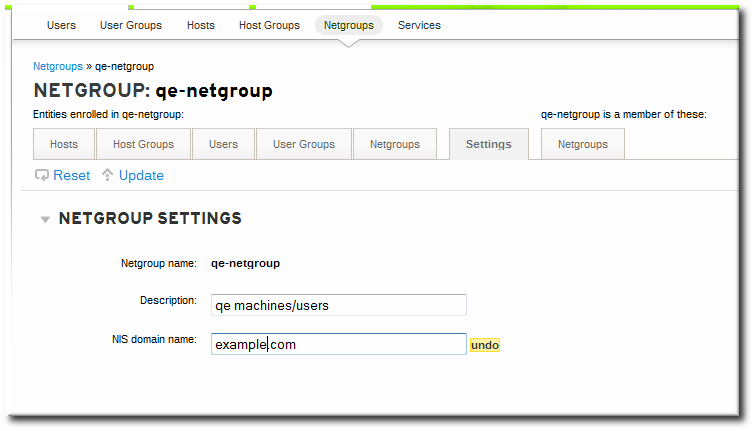 Users User Groups Hosts Host Groups Netgroups Services
Netgroups » qe-netgroup
NETGROUP: qe-netgroup
Entities enrolled in qe-netgroup: qe-netgroup is a member of these:
Hosts Host Groups Users User Groups Netgroups Settings Netgroups
Reset Update
NETGROUP SETTINGS
Netgroup name: qe-netgroup
Description: qe machines/users
NIS domain name: example.com undo